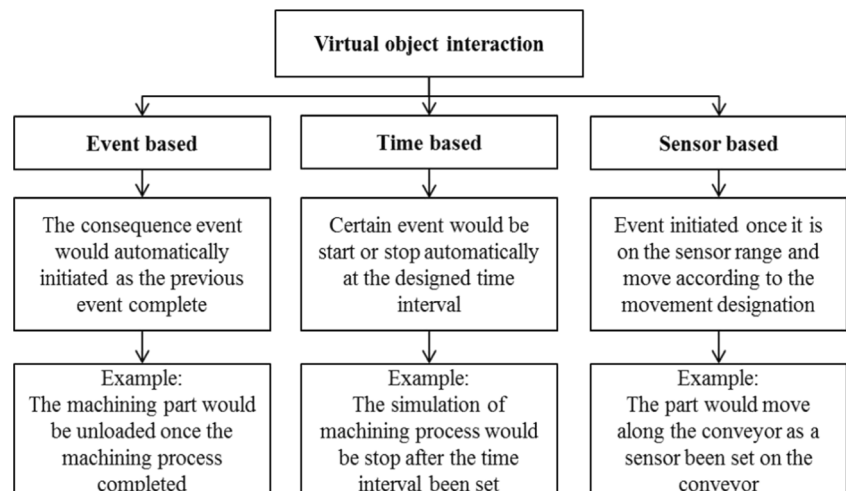 Virtual object interaction
Event based
Time based
Sensor based
The consequence event
would automatically
initiated as the previous
event complete
Certain event would be
start or stop automatically
at the designed time
interval
Event initiated once it is
on the sensor range and
move according to the
movement designation
Example:
The machining part would
be unloaded once the
machining process
completed
Example:
The simulation of
machining process would
be stop after the time
interval been set
Example:
The part would move
along the conveyor as a
sensor been set on the
conveyor